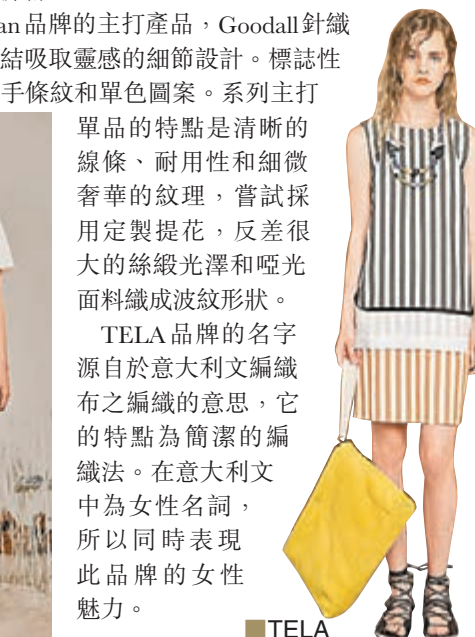 an品牌的主打產品，Goodall針織
結吸取靈感的細節設計。標誌性
手條紋和單色圖案。系列主打
單品的特點是清晰的
線條、耐用性和細微
奢華的紋理，嘗試採
用定製提花，反差很
大的絲緞光澤和啞光
面料織成波紋形狀。
TELA品牌的名字
源自於意大利文編織
布之編織的意思，它
的特點為簡潔的編
織法。在意大利文
中為女性名詞，
所以同時表現
此品牌的女性
魅力。
■TELA